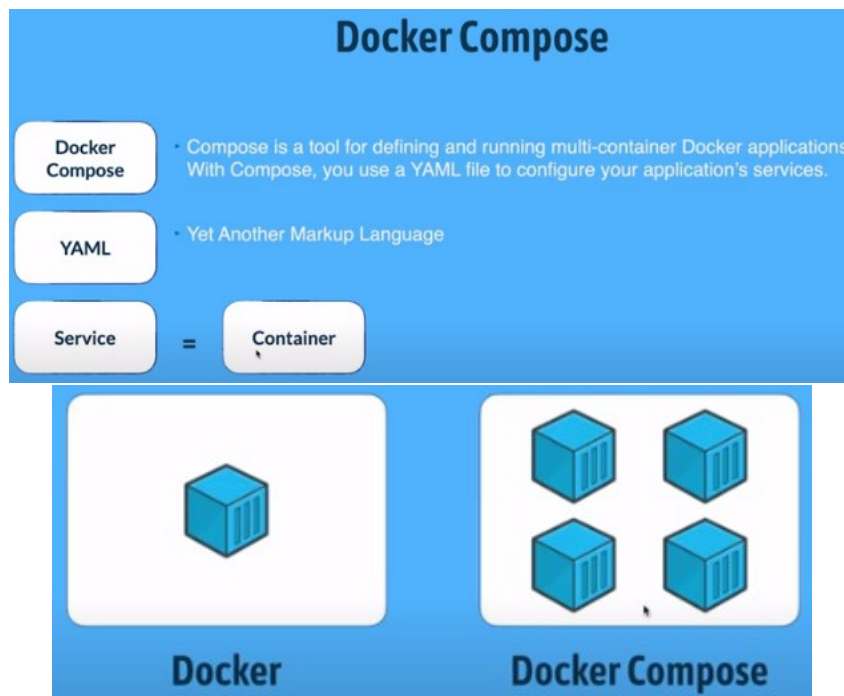 Docker Compose
Docker
Compose
· Compose is a tool for defining and running multi-container Docker applications
With Compose, you use a YAML file to configure your application's services.
YAML
· Yet Another Markup Language
Service = Container
Docker
Docker Compose